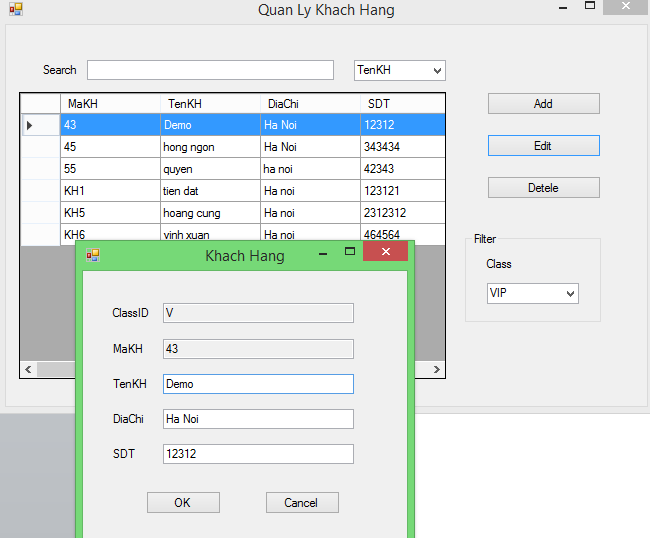 Quan Ly Khach Hang
Search TenKH
MaKH TenKH DiaChi SDT
43 Demo Ha Noi 12312
45 hong ngon Ha Noi 343434
55 quyen ha noi 42343
KH1 tien dat Ha noi 123121
KH5 hoang cung Ha noi 2312312
KH6 vinh xuan Ha noi 464564
Add
Edit
Detele
Filter
Class
VIP
Khach Hang
ClassID V
MaKH 43
TenKH Demo
DiaChi Ha Noi
SDT 12312
OK Cancel